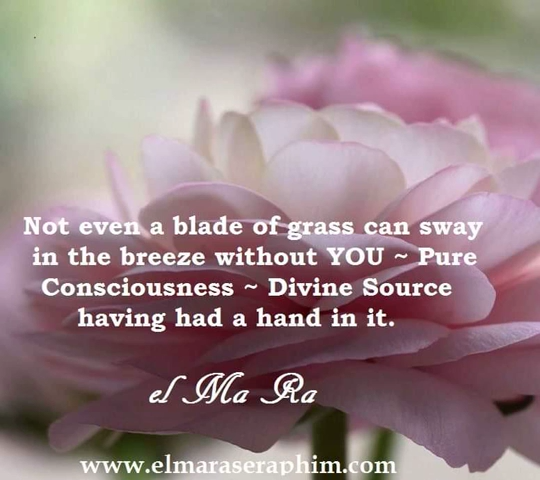 Not even a blade of grass can sway
in the breeze without YOU ~ Pure
Consciousness ~ Divine Source
having had a hand in it.
el Ma Ra
www.elmaraseraphim.com